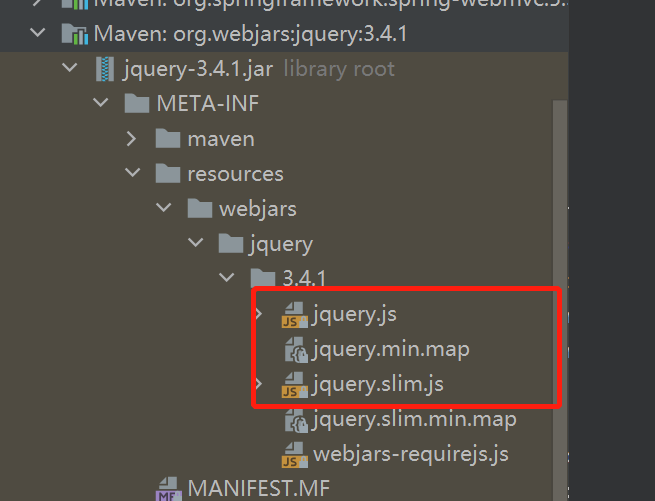 Maven: org.springframework:spring-webmvc:5.
Maven: org.webjars:jquery:3.4.1
jquery-3.4.1.jar library root
META-INF
maven
resources
webjars
jquery
3.4.1
JS jquery.js
jquery.min.map
JS jquery.slim.js
jquery.slim.min.map
JS webjars-requirejs.js
MF MANIFEST.MF